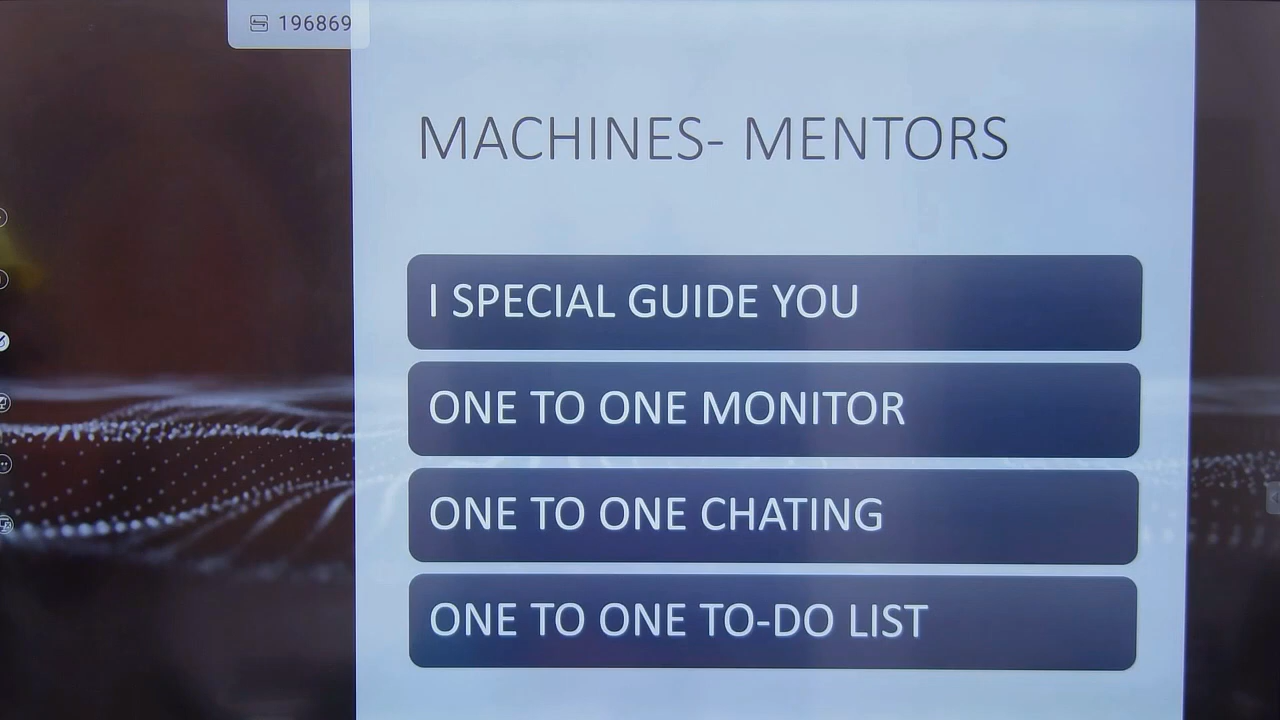 196869
MACHINES- MENTORS
I SPECIAL GUIDE YOU
ONE TO ONE MONITOR
ONE TO ONE CHATING
ONE TO ONE TO-DO LIST